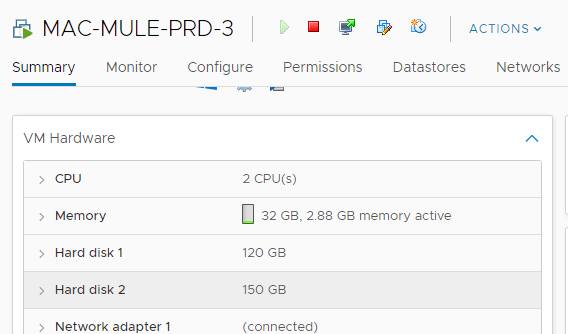 MAC-MULE-PRD-3
ACTIONS
Summary Monitor Configure Permissions Datastores Networks
VM Hardware
CPU 2 CPU(s)
Memory 32 GB, 2.88 GB memory active
Hard disk 1 120 GB
Hard disk 2 150 GB
Network adapter 1 (connected)